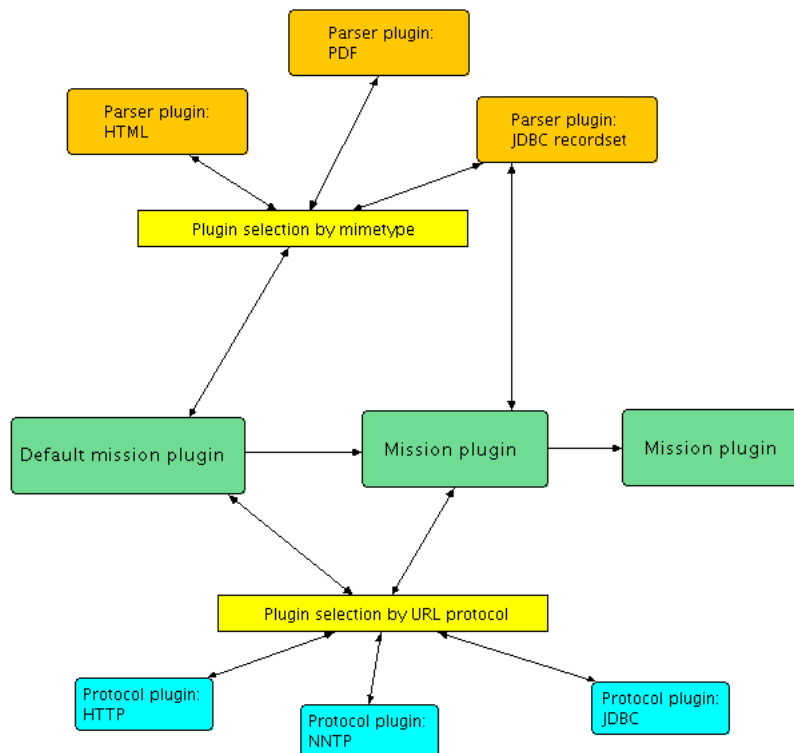 Parser plugin:
PDF
Parser plugin:
HTML
Parser plugin:
JDBC recordset
Plugin selection by mimetype
Default mission plugin
Mission plugin
Mission plugin
Plugin selection by URL protocol
Protocol plugin:
HTTP
Protocol plugin:
NNTP
Protocol plugin:
JDBC